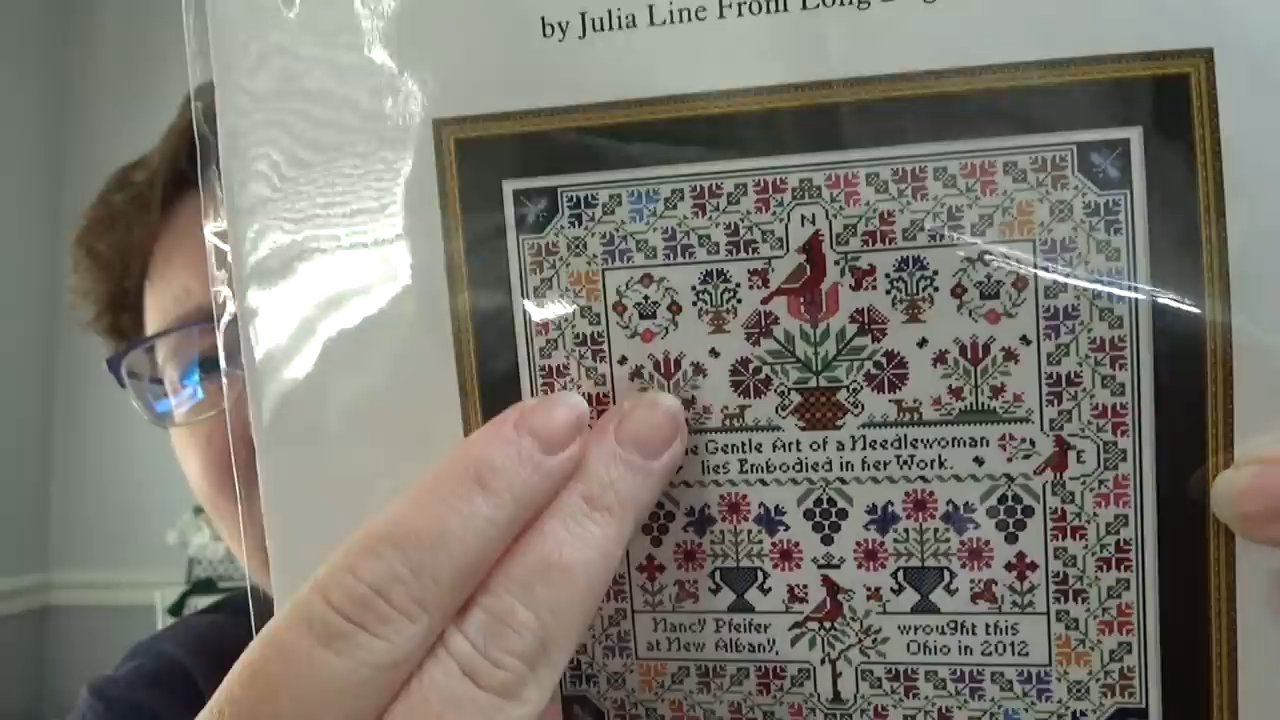 by Julia Line From Long Dog
N
e Gentle Art of a Needlewoman
lies Embodied in her Work.
E
Nancy Pfeifer
at New Albany,
wrought this
Ohio in 2012